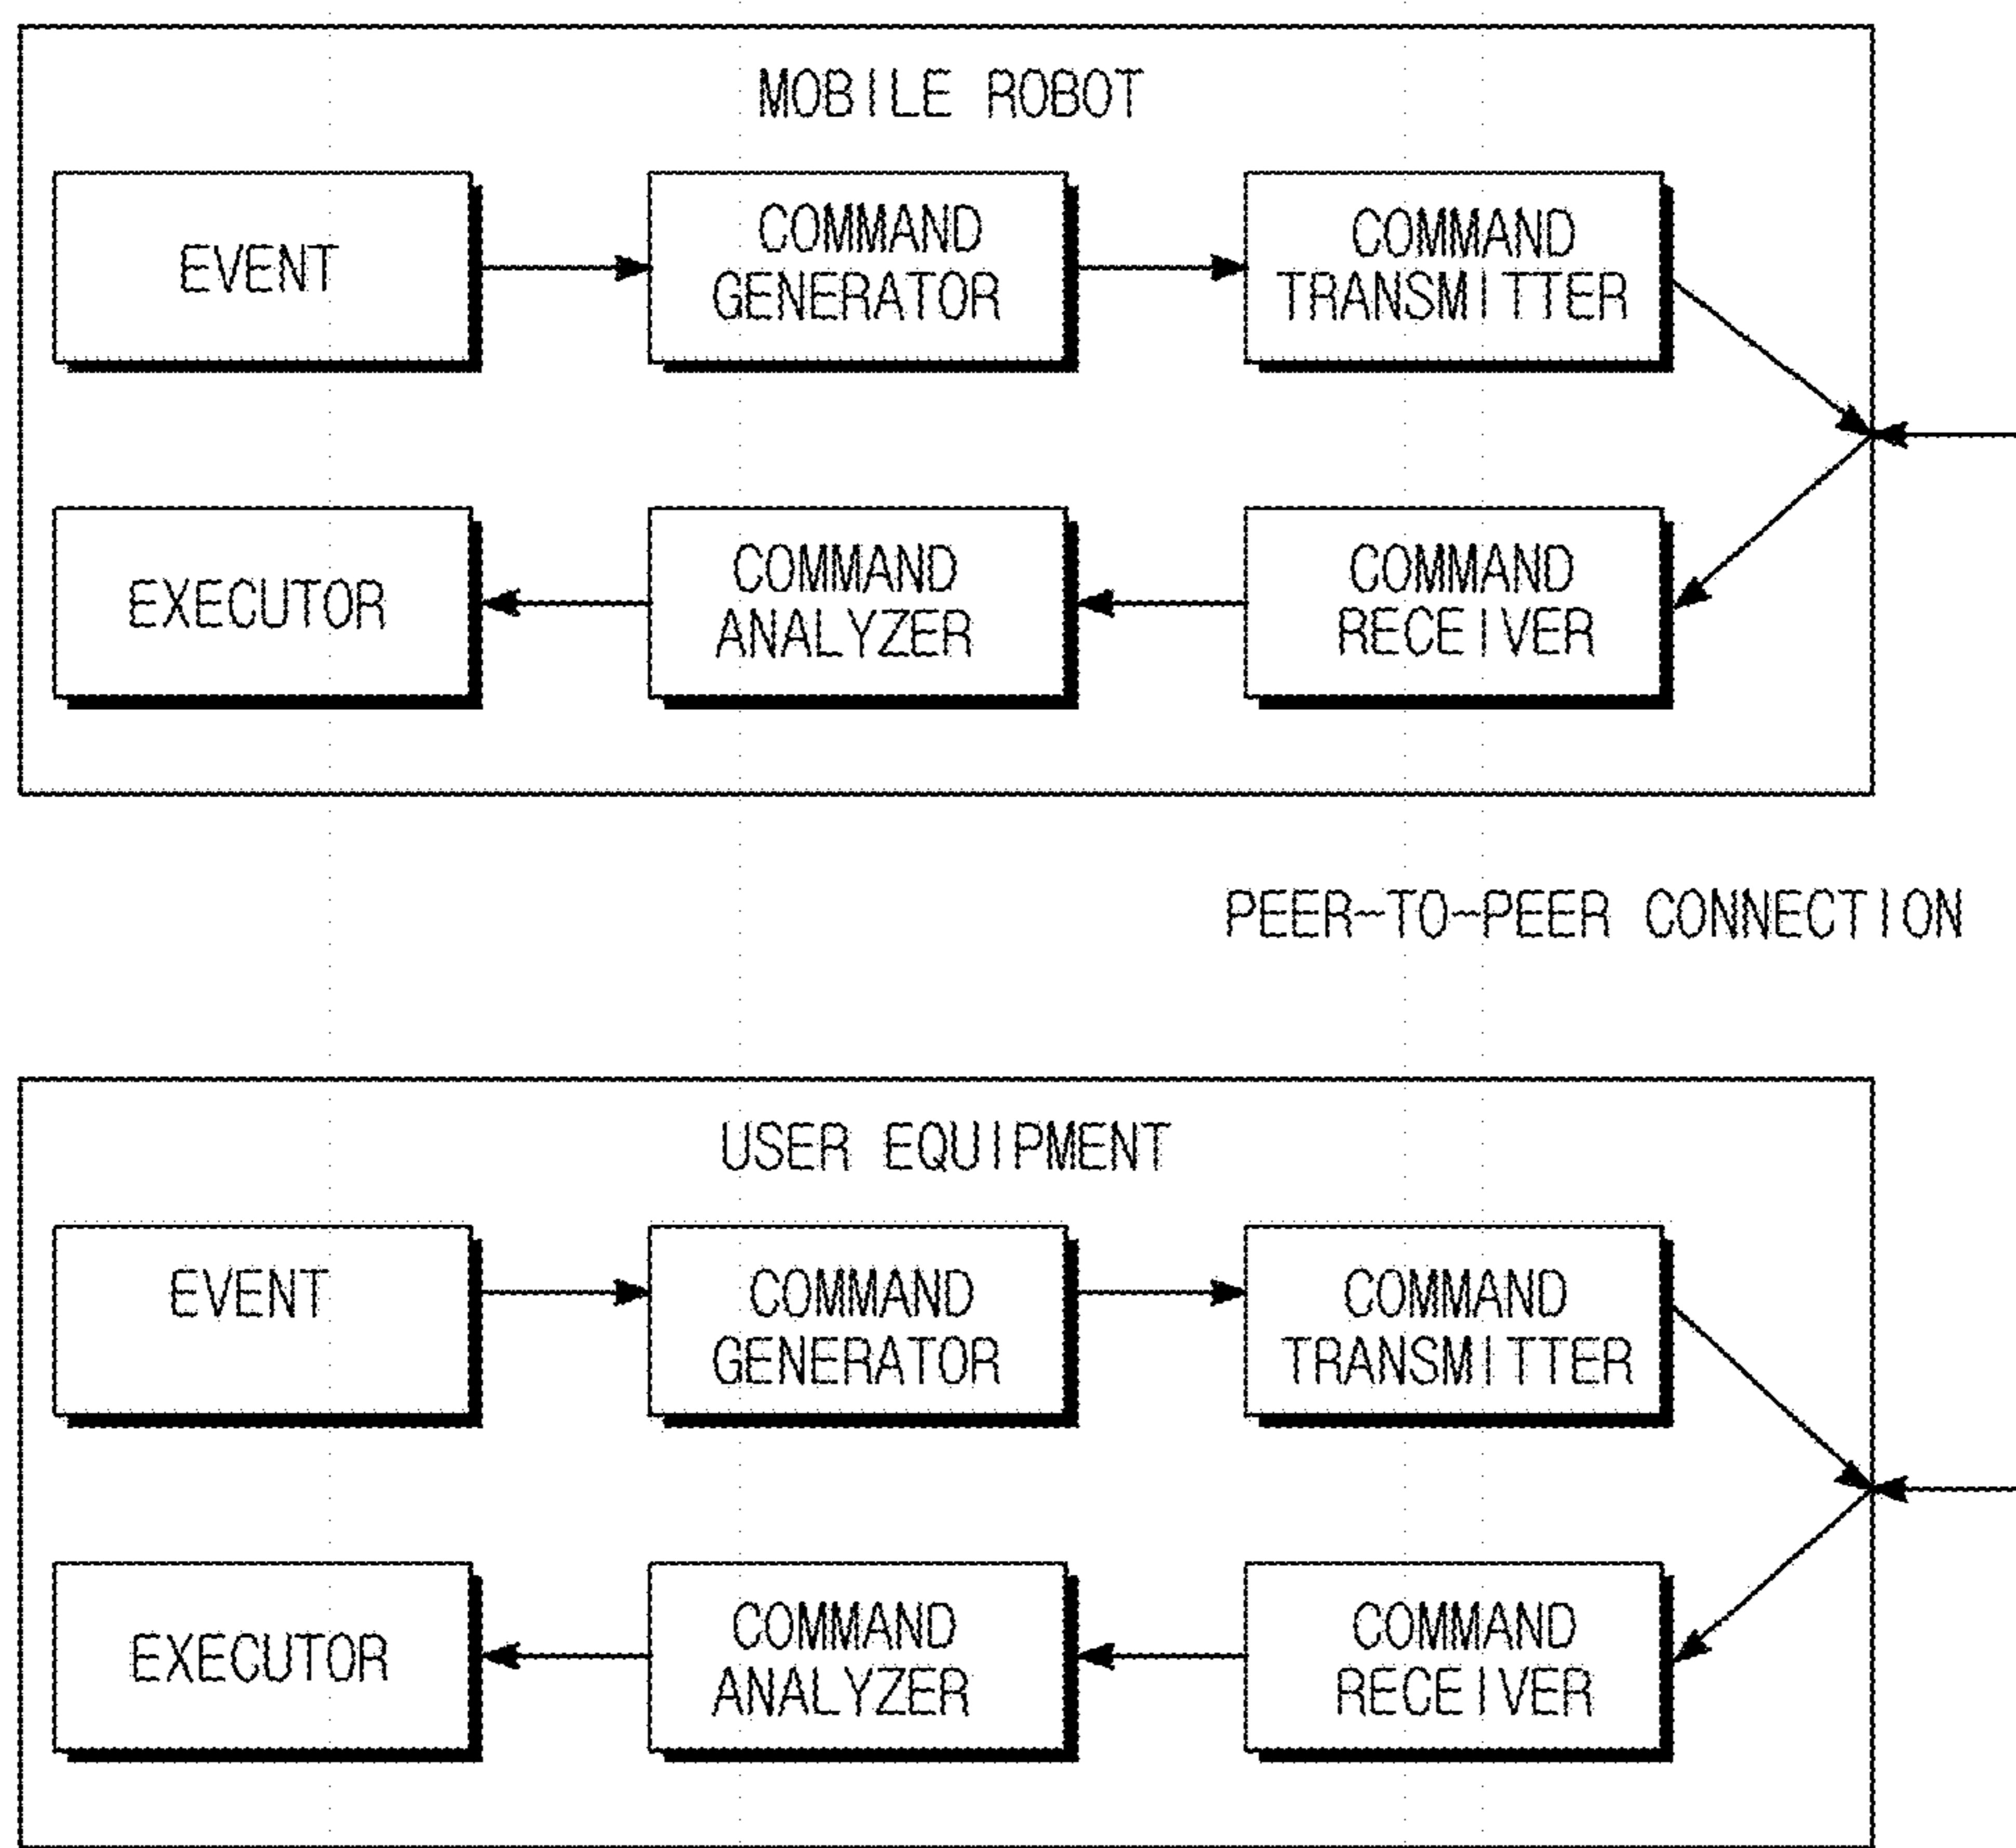 MOBILE ROBOT
EVENT
COMMAND
GENERATOR
COMMAND
TRANSMITTER
EXECUTOR
COMMAND
ANALYZER
COMMAND
RECEIVER
PEER-TO-PEER CONNECTION
USER EQUIPMENT
EVENT
COMMAND
GENERATOR
COMMAND
TRANSMITTER
EXECUTOR
COMMAND
ANALYZER
COMMAND
RECEIVER